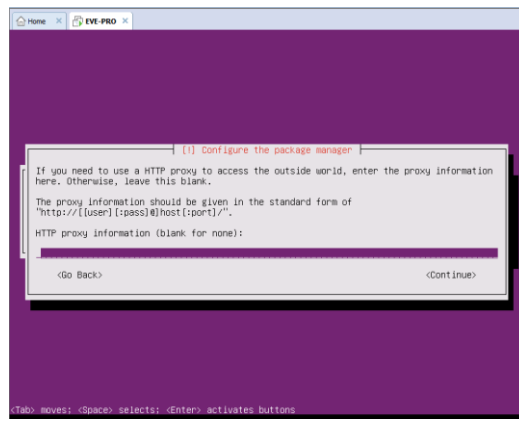 Home × EVE-PRO ×
[!] Configure the package manager
If you need to use a HTTP proxy to access the outside world, enter the proxy information
here. Otherwise, leave this blank.
The proxy information should be given in the standard form of
"http://[[user][:pass]@]host[:port]/".
HTTP proxy information (blank for none):
<Go Back> <Continue>
<Tab> moves; <Space> selects; <Enter> activates buttons